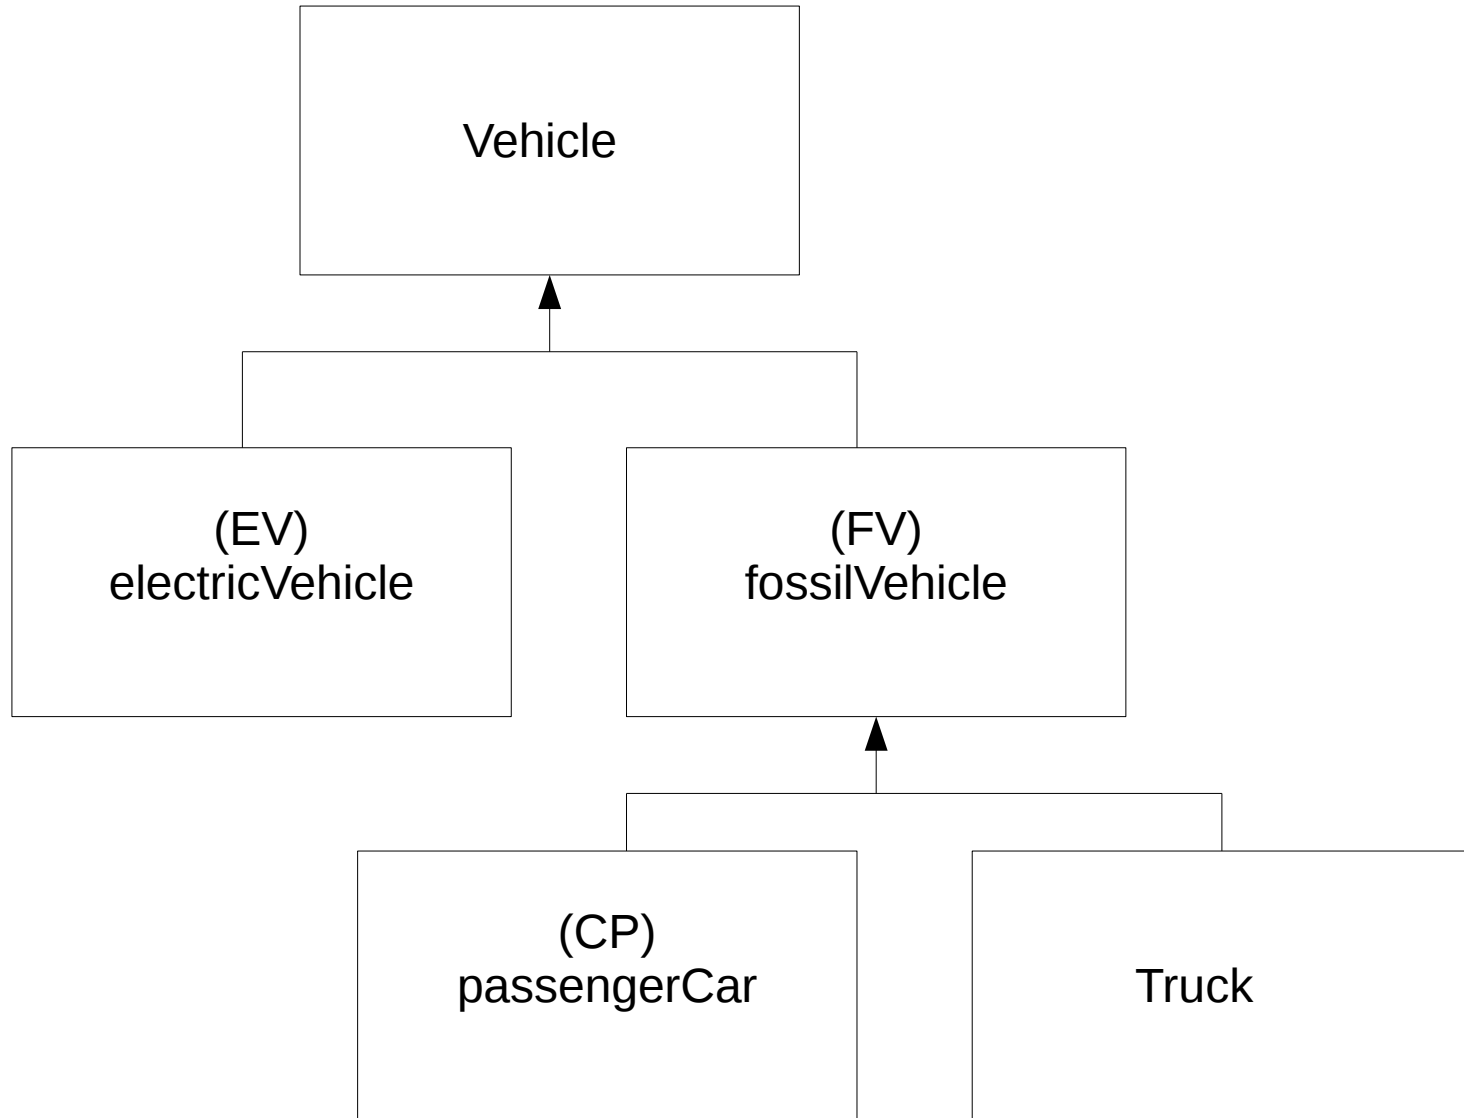 Vehicle
(EV)
electricVehicle
(FV)
fossilVehicle
(CP)
passengerCar
Truck